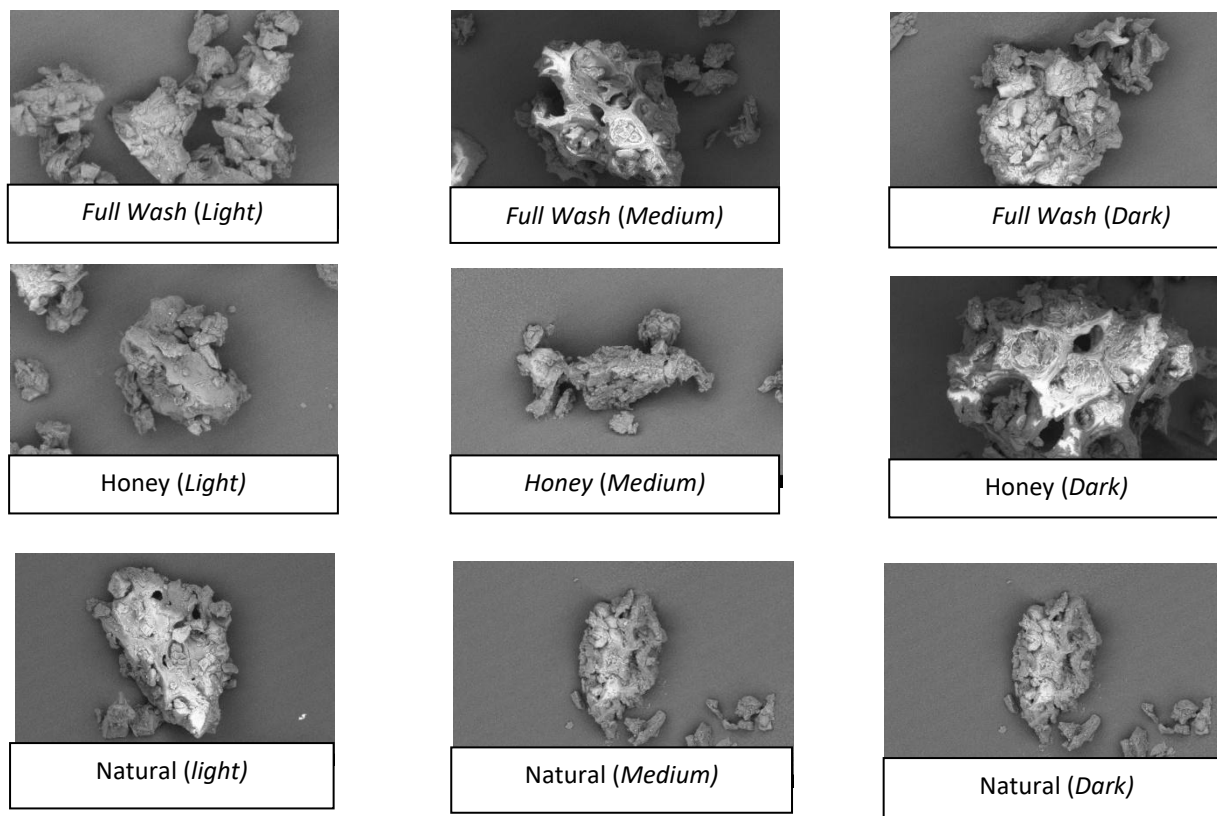 Full Wash (Light)
Full Wash (Medium)
Full Wash (Dark)
Honey (Light)
Honey (Medium)
Honey (Dark)
Natural (light)
Natural (Medium)
Natural (Dark)